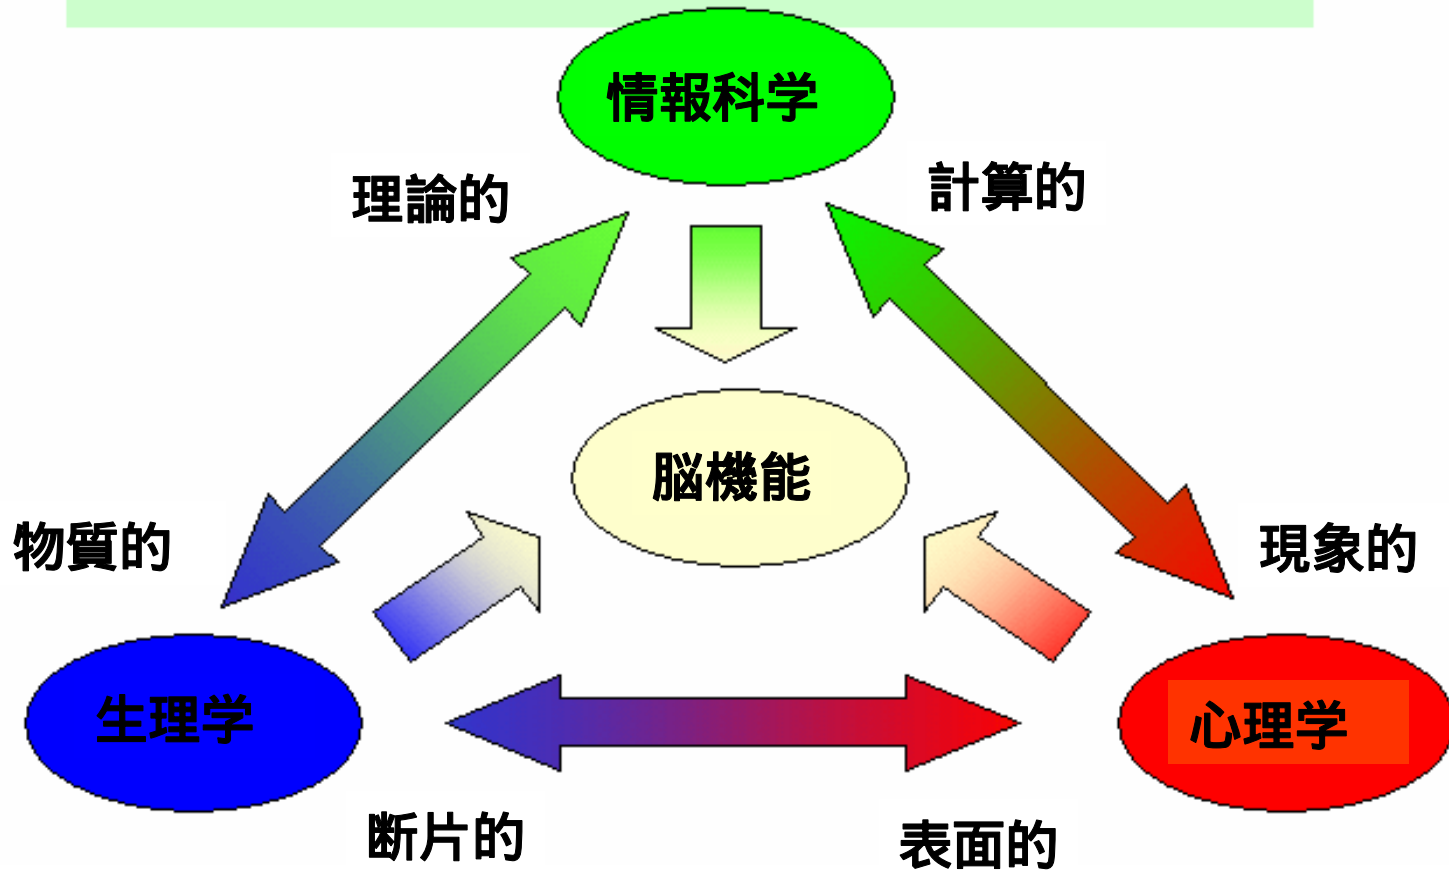 情報科学
理論的
計算的
脳機能
物質的
現象的
生理学
心理学
断片的
表面的